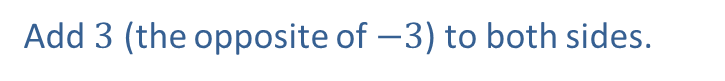 Add 3 (the opposite of −3) to both sides.